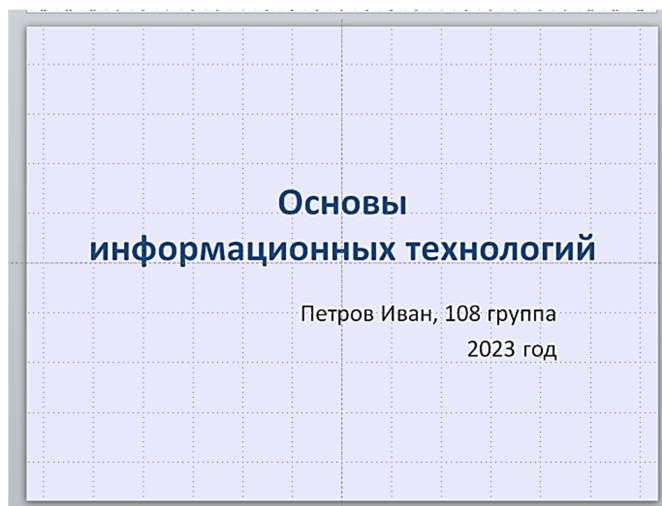 Основы
информационных технологий
Петров Иван, 108 группа
2023 год